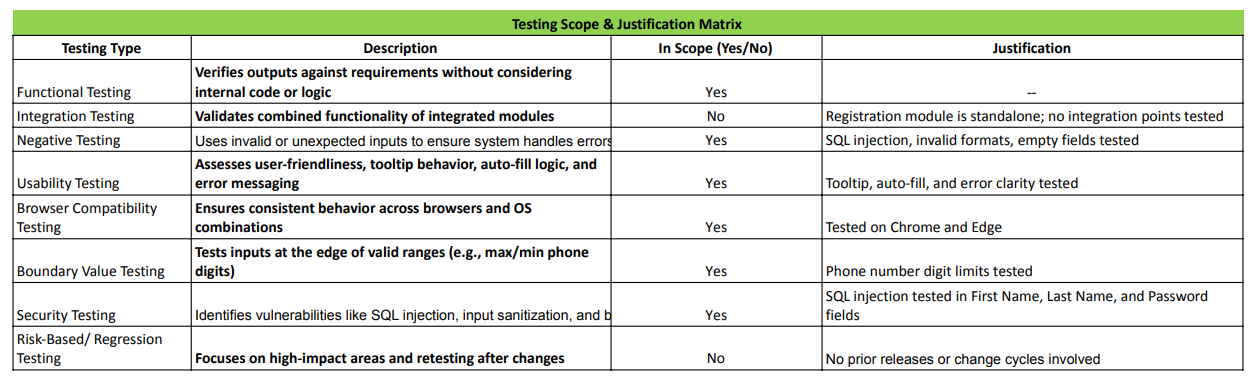 Testing Scope & Justification Matrix
Testing Type Description In Scope (Yes/No) Justification
Verifies outputs against requirements without considering
internal code or logic
Functional Testing Yes --
Integration Testing Validates combined functionality of integrated modules No Registration module is standalone; no integration points tested
Negative Testing Uses invalid or unexpected inputs to ensure system handles errors Yes SQL injection, invalid formats, empty fields tested
Assesses user-friendliness, tooltip behavior, auto-fill logic, and
error messaging
Usability Testing Yes Tooltip, auto-fill, and error clarity tested
Browser Compatibility
Testing
Ensures consistent behavior across browsers and OS
combinations
Yes Tested on Chrome and Edge
Tests inputs at the edge of valid ranges (e.g., max/min phone
digits)
Boundary Value Testing Yes Phone number digit limits tested
Security Testing Identifies vulnerabilities like SQL injection, input sanitization, and b Yes
SQL injection tested in First Name, Last Name, and Password
fields
Risk-Based/ Regression
Testing
Focuses on high-impact areas and retesting after changes No No prior releases or change cycles involved